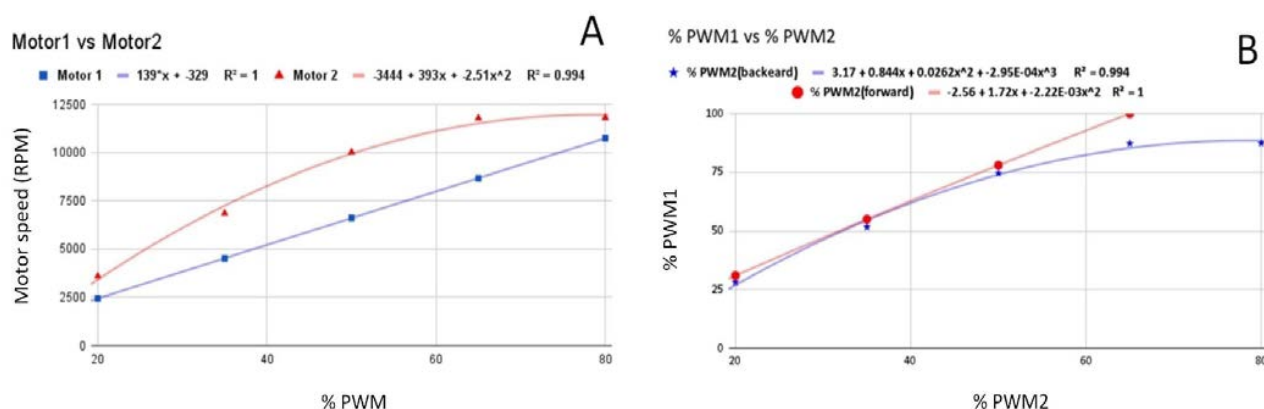 A
Motor1 vs Motor2
Motor 1 139*x + -329 R² = 1 Motor 2 -3444 + 393x + -2.51x^2 R² = 0.994
Motor speed (RPM)
12500
10000
7500
5000
2500
0
20 40 60 80
% PWM
B
% PWM1 vs % PWM2
% PWM2(backeard) 3.17 + 0.844x + 0.0262x^2 + -2.95E-04x^3 R² = 0.994
% PWM2(forward) -2.56 + 1.72x + -2.22E-03x^2 R² = 1
% PWM1
100
75
50
25
0
20 40 60 80
% PWM2